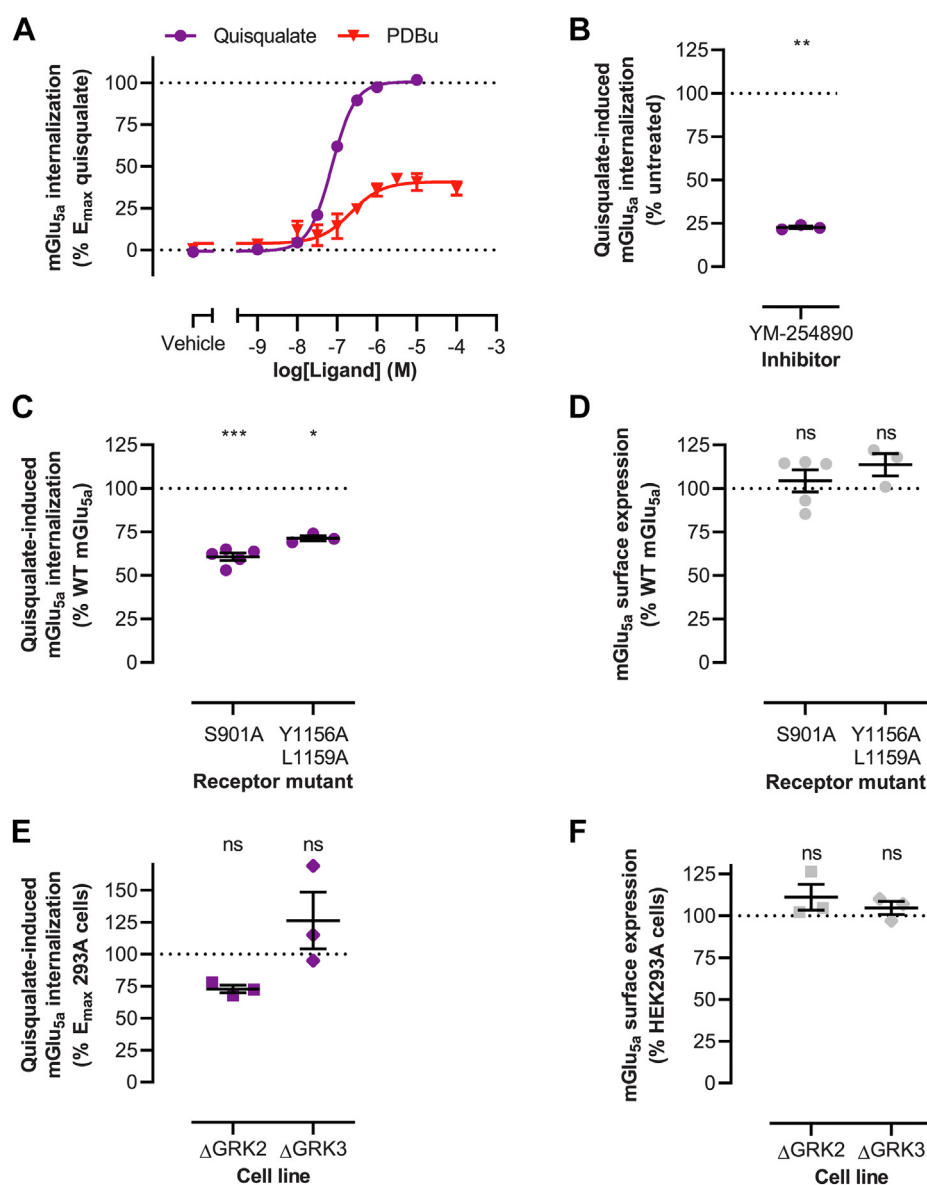 A
Quisqualate PDBu
mGlu5a internalization
(% Emax quisqualate)
100
75
50
25
0
Vehicle
-9 -8 -7 -6 -5 -4 -3
log[Ligand] (M)
B
Quisqualate-induced
mGlu5a internalization
(% untreated)
125
100
75
50
25
0
**
YM-254890
Inhibitor
C
Quisqualate-induced
mGlu5a internalization
(% WT mGlu5a)
125
100
75
50
25
0
*** *
S901A Y1156A
L1159A
Receptor mutant
D
mGlu5a surface expression
(% WT mGlu5a)
125
100
75
50
25
0
ns ns
S901A Y1156A
L1159A
Receptor mutant
E
Quisqualate-induced
mGlu5a internalization
(% Emax 293A cells)
150
125
100
75
50
25
0
ns ns
ΔGRK2 ΔGRK3
Cell line
F
mGlu5a surface expression
(% HEK293A cells)
125
100
75
50
25
0
ns ns
ΔGRK2 ΔGRK3
Cell line